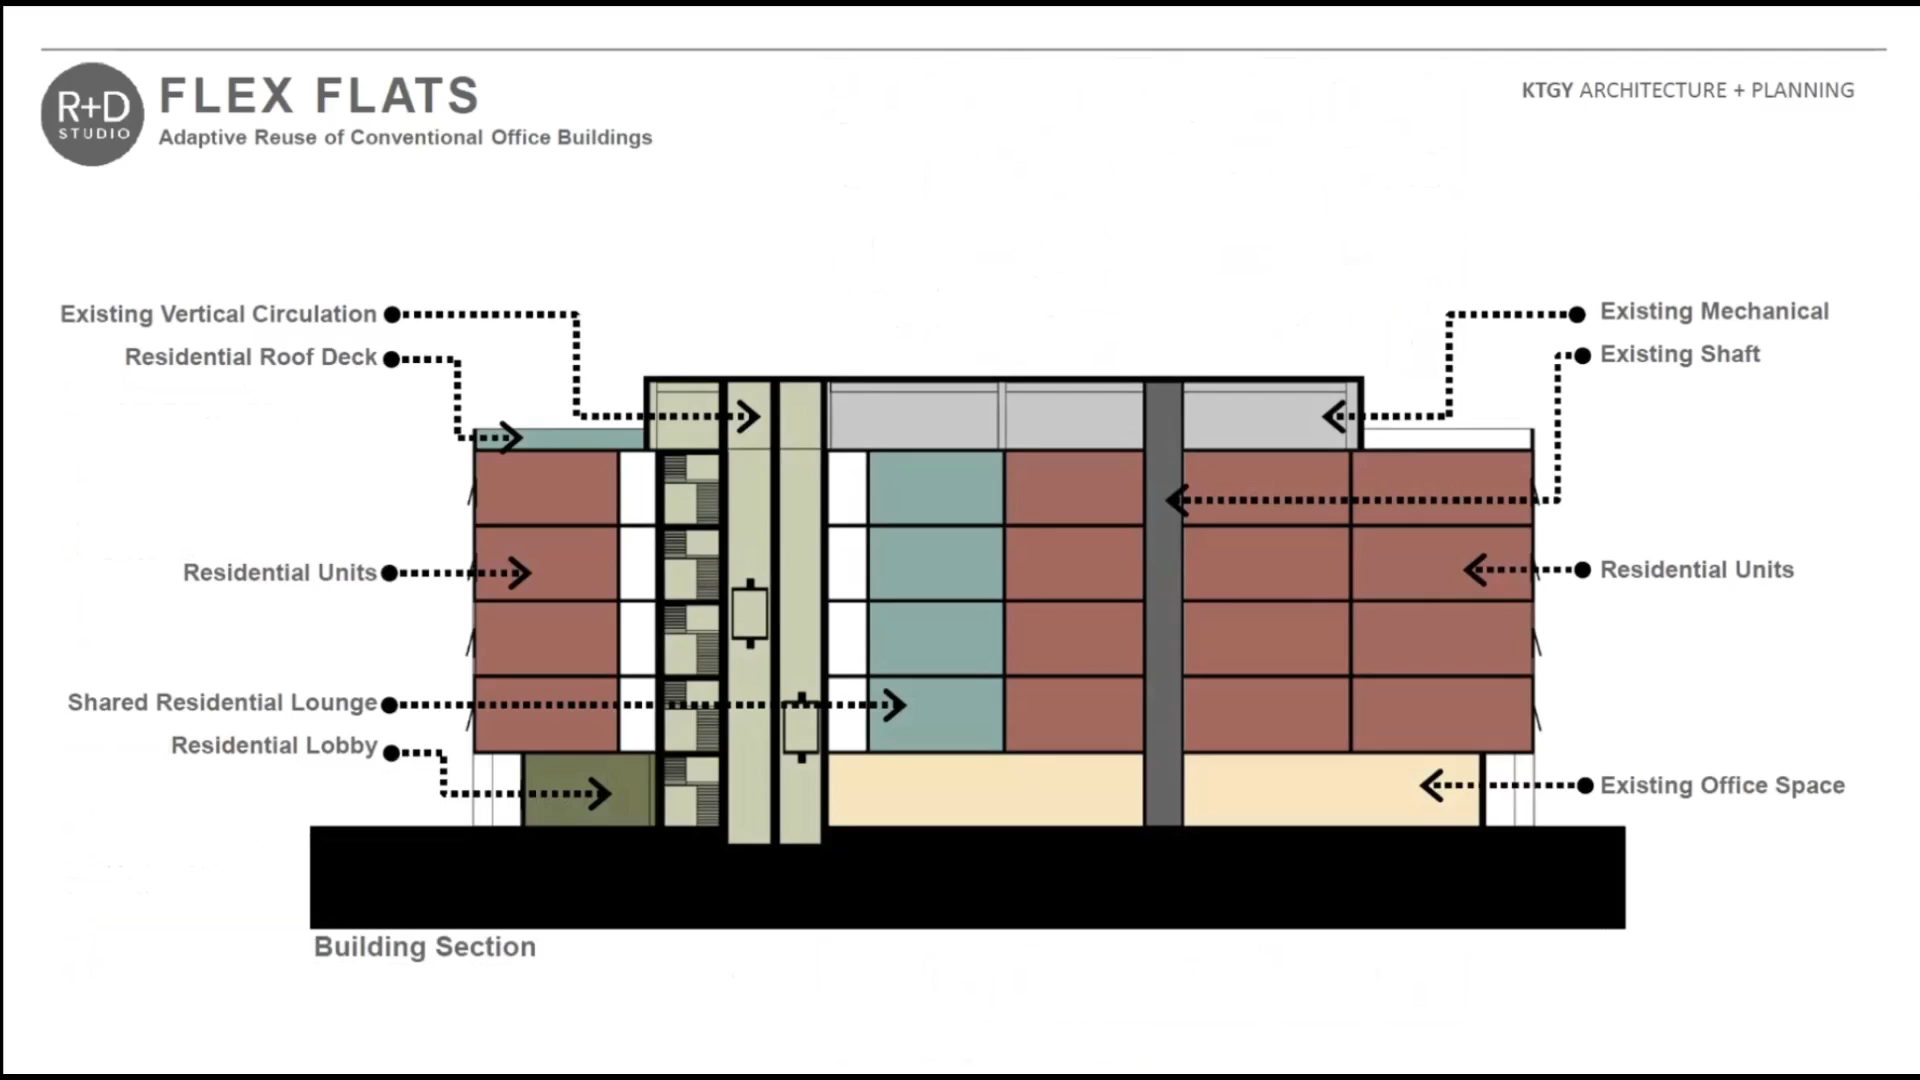 R+D
STUDIO
FLEX FLATS
Adaptive Reuse of Conventional Office Buildings
KTGY ARCHITECTURE + PLANNING
Existing Vertical Circulation
Residential Roof Deck
Residential Units
Shared Residential Lounge
Residential Lobby
Existing Mechanical
Existing Shaft
Residential Units
Existing Office Space
Building Section